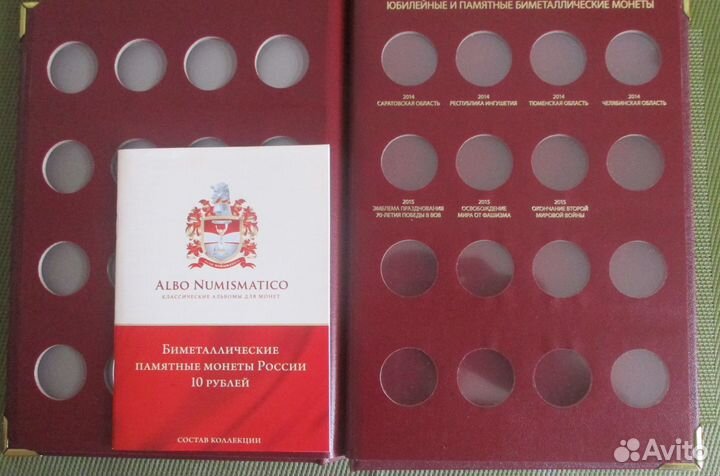 ЮБИЛЕЙНЫЕ И ПАМЯТНЫЕ БИМЕТАЛЛИЧЕСКИЕ МОНЕТЫ
2014
САРАТОВСКАЯ ОБЛАСТЬ
2014
РЕСПУБЛИКА ИНГУШЕТИЯ
2014
ТЮМЕНСКАЯ ОБЛАСТЬ
2014
ЧЕЛЯБИНСКАЯ ОБЛАСТЬ
2015
ЭМБЛЕМА ПРАЗДНОВАНИЯ
70-ЛЕТИЯ ПОБЕДЫ В ВОВ
2015
ОСВОБОЖДЕНИЕ
МИРА ОТ ФАШИЗМА
2015
ОКОНЧАНИЕ ВТОРОЙ
МИРОВОЙ ВОЙНЫ
ALBO NUMISMATICO
КЛАССИЧЕСКИЕ АЛЬБОМЫ ДЛЯ МОНЕТ
БИМЕТАЛЛИЧЕСКИЕ
ПАМЯТНЫЕ МОНЕТЫ РОССИИ
10 РУБЛЕЙ
СОСТАВ КОЛЛЕКЦИИ
Avito